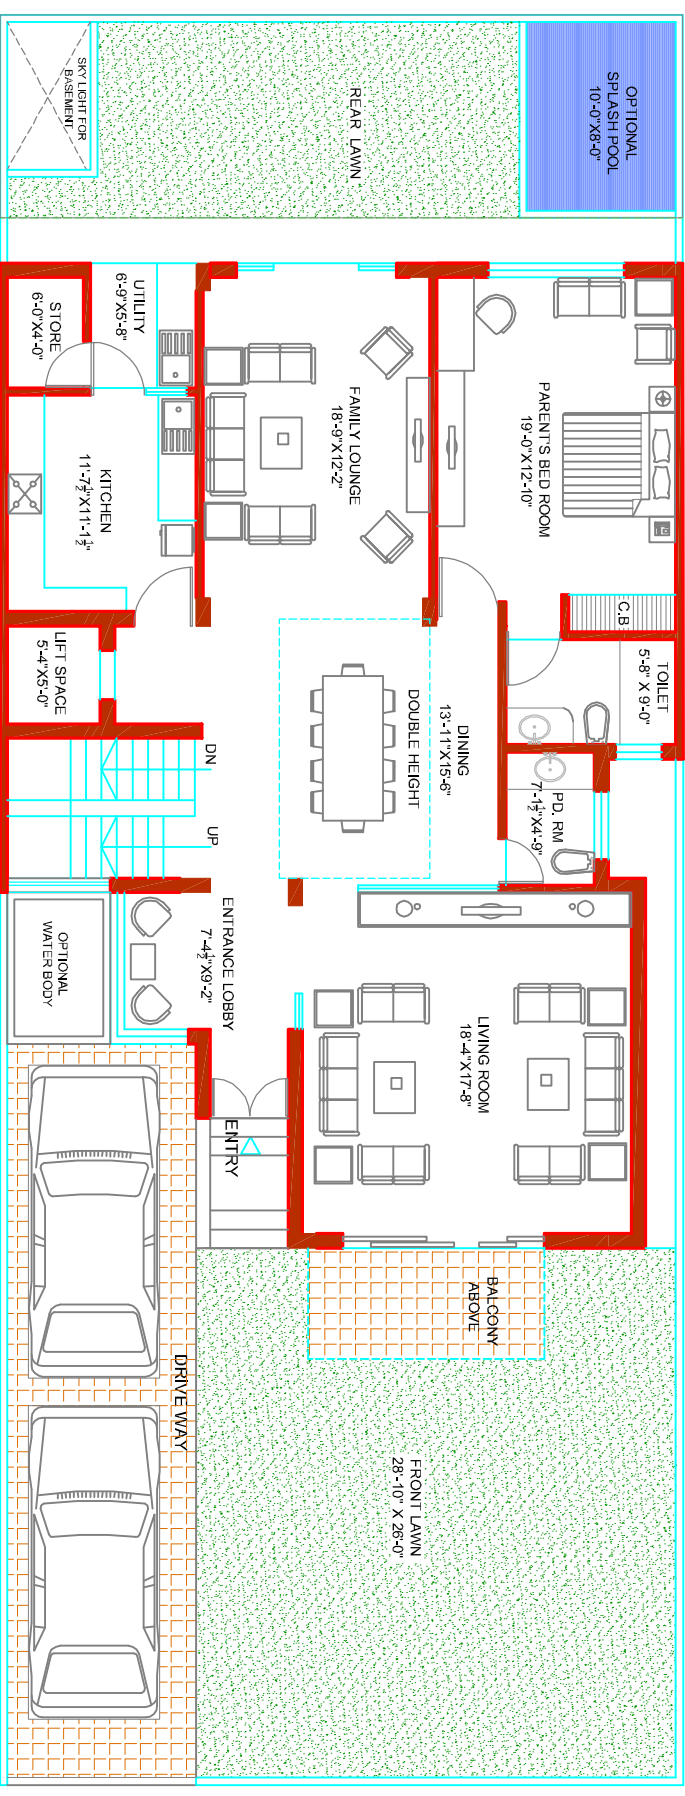 OPTIONAL
SPLASH POOL
10'-0"X8'-0"
REAR LAWN
SKY LIGHT FOR
BASEMENT
PARENT'S BED ROOM
19'-0"X12'-10"
FAMILY LOUNGE
18'-9"X12'-2"
UTILITY
6'-9"X5'-8"
STORE
6'-0"X4'-0"
KITCHEN
11'-7½"X11'-1½"
C.B
TOILET
5'-8" X 9'-0"
LIFT SPACE
5'-4"X5'-0"
DINING
13'-11"X15'-6"
DOUBLE HEIGHT
DN
UP
PD. RM
7'-1½"X4'-9"
ENTRANCE LOBBY
7'-4½"X9'-2"
OPTIONAL
WATER BODY
LIVING ROOM
18'-4"X17'-8"
ENTRY
BALCONY
ABOVE
DRIVE WAY
FRONT LAWN
28'-10" X 26'-0"